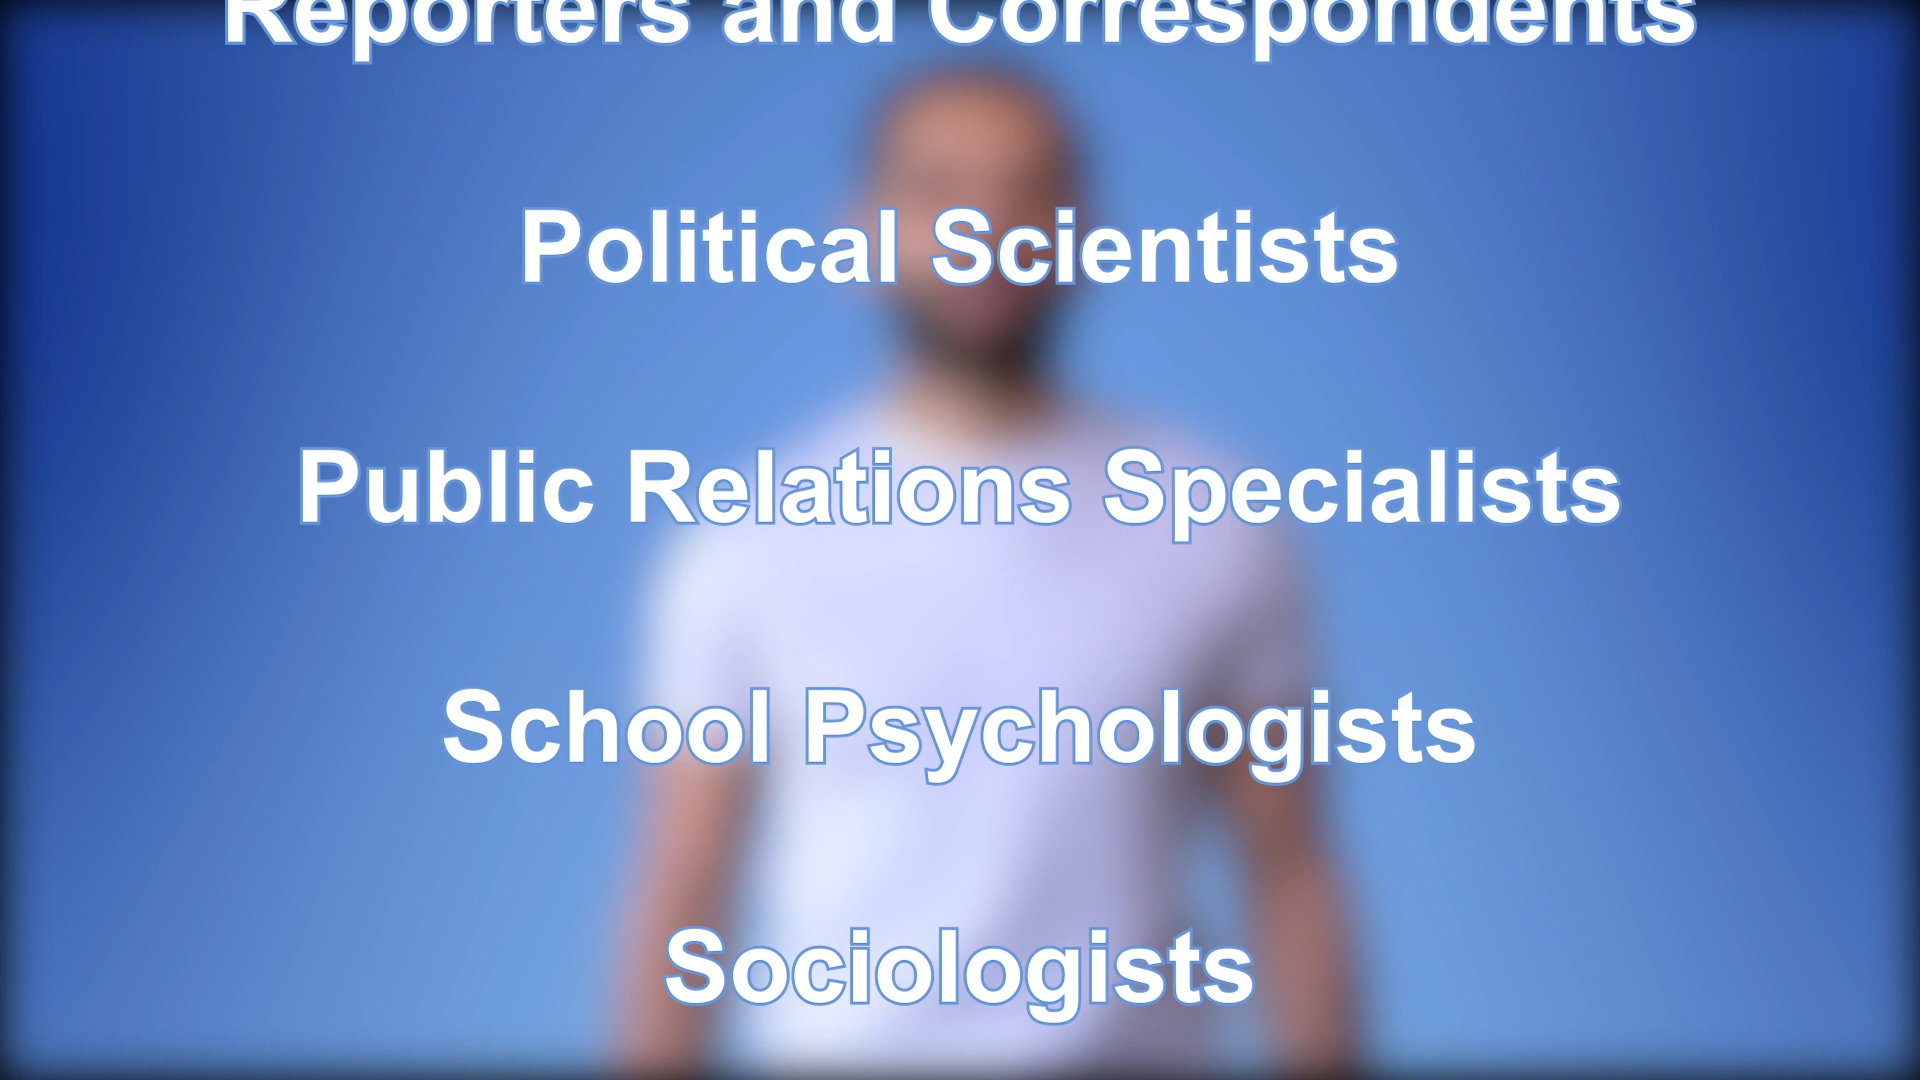 Reporters and Correspondents
Political Scientists
Public Relations Specialists
School Psychologists
Sociologists